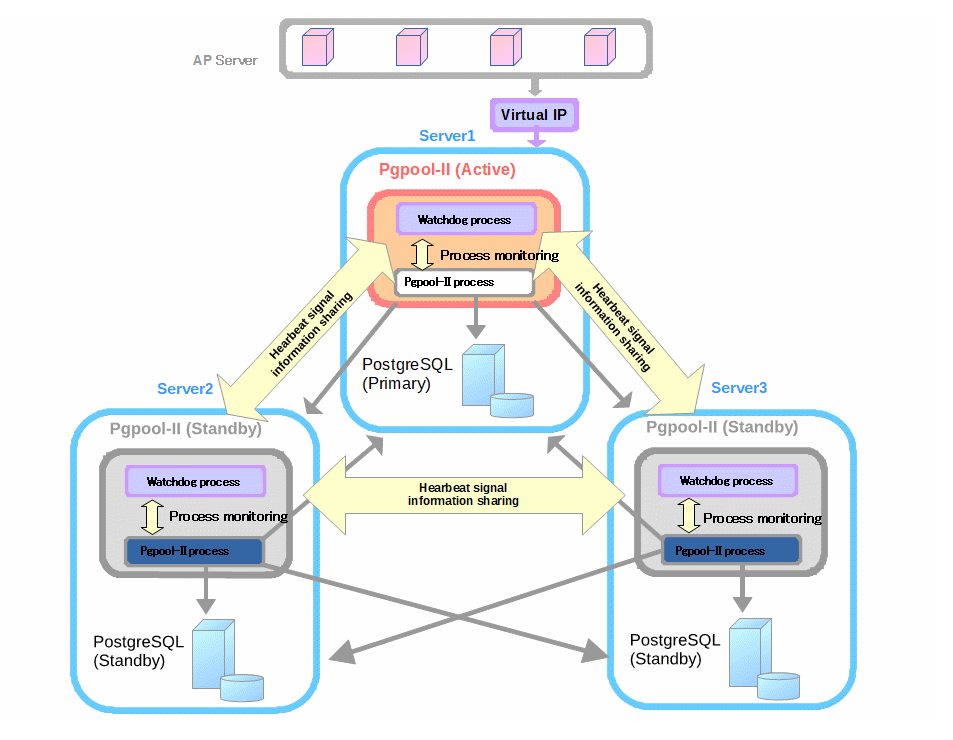 AP Server
Virtual IP
Server1
Pgpool-II (Active)
Watchdog process
Process monitoring
Pgpool-II process
PostgreSQL
(Primary)
Hearbeat signal
information sharing
Hearbeat signal
information sharing
Server2
Pgpool-II (Standby)
Watchdog process
Process monitoring
Pgpool-II process
PostgreSQL
(Standby)
Hearbeat signal
information sharing
Server3
Pgpool-II (Standby)
Watchdog process
Process monitoring
Pgpool-II process
PostgreSQL
(Standby)